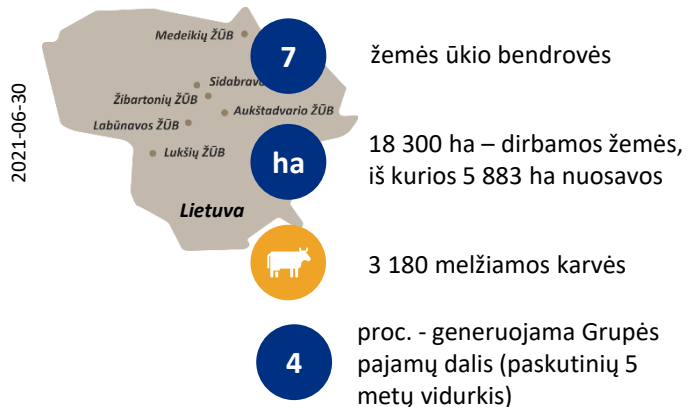 2021-06-30
Medeikių ŽŪB
Žibartonių ŽŪB
Aukštadvario ŽŪB
Labūnavos ŽŪB
Lukšių ŽŪB
Lietuva
7
žemės ūkio bendrovės
ha
18 300 ha – dirbamos žemės,
iš kurios 5 883 ha nuosavos
3 180 melžiamos karvės
4
proc. - generuojama Grupės
pajamų dalis (paskutinių 5
metų vidurkis)